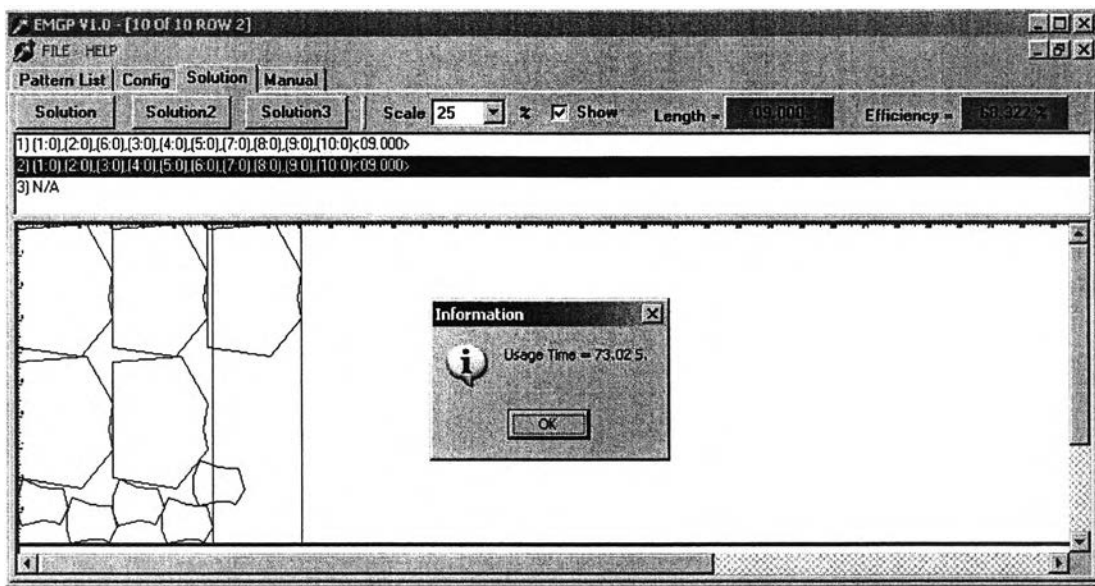 EMGP V1.0 - [10 Of 10 ROW 2]
FILE HELP
Pattern List Config Solution Manual
Solution Solution2 Solution3 Scale 25 % Show Length = 09.000 Efficiency = 68.322 %
1) (1:0),(2:0),(6:0),(3:0),(4:0),(5:0),(7:0),(8:0),(9:0),(10:0)<09.000>
2) (1:0),(2:0),(3:0),(4:0),(5:0),(6:0),(7:0),(8:0),(9:0),(10:0)<09.000>
3) N/A
Information
Usage Time = 73.02 S.
OK